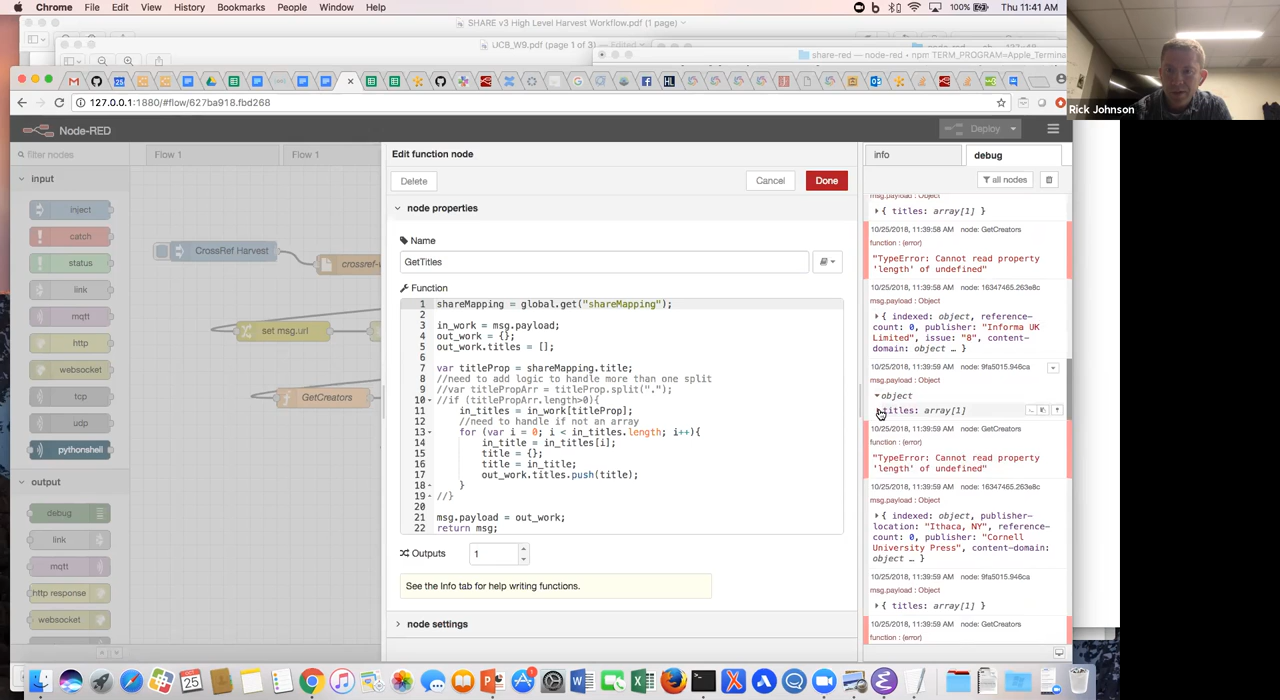 Chrome File Edit View History Bookmarks People Window Help
100% Thu 11:41 AM
SHARE v3 High Level Harvest Workflow.pdf (1 page)
UCB_W9.pdf (page 1 of 3) — Edited
share-red — node-red • npm TERM_PROGRAM=Apple_Terminal
127.0.0.1:1880/#flow/627ba918.fbd268
Rick Johnson
Node-RED
Deploy
filter nodes
Flow 1
Flow 1
input
inject
catch
status
link
mqtt
http
websocket
tcp
udp
pythonshell
output
debug
link
mqtt
http response
websocket
CrossRef Harvest
set msg.url
GetCreators
Edit function node
Delete
Cancel
Done
node properties
Name
GetTitles
Function
1 shareMapping = global.get("shareMapping");
2
3 in_work = msg.payload;
4 out_work = {};
5 out_work.titles = [];
6
7 var titleProp = shareMapping.title;
8 //need to add logic to handle more than one split
9 //var titlePropArr = titleProp.split(".");
10 //if (titlePropArr.length>0){
11 in_titles = in_work[titleProp];
12 //need to handle if not an array
13 for (var i = 0; i < in_titles.length; i++){
14 in_title = in_titles[i];
15 title = {};
16 title = in_title;
17 out_work.titles.push(title);
18 }
19 //}
20
21 msg.payload = out_work;
22 return msg;
Outputs
1
See the Info tab for help writing functions.
node settings
info
debug
all nodes
msg.payload : Object
{ titles: array[1] }
10/25/2018, 11:39:58 AM node: GetCreators
function : (error)
"TypeError: Cannot read property
'length' of undefined"
10/25/2018, 11:39:58 AM node: 16347465.263e8c
msg.payload : Object
{ indexed: object, reference-
count: 0, publisher: "Informa UK
Limited", issue: "8", content-
domain: object … }
10/25/2018, 11:39:59 AM node: 9fa5015.946ca
msg.payload : Object
object
titles: array[1]
10/25/2018, 11:39:59 AM node: GetCreators
function : (error)
"TypeError: Cannot read property
'length' of undefined"
10/25/2018, 11:39:59 AM node: 16347465.263e8c
msg.payload : Object
{ indexed: object, publisher-
location: "Ithaca, NY", reference-
count: 0, publisher: "Cornell
University Press", content-domain:
object … }
10/25/2018, 11:39:59 AM node: 9fa5015.946ca
msg.payload : Object
{ titles: array[1] }
10/25/2018, 11:39:59 AM node: GetCreators
function : (error)